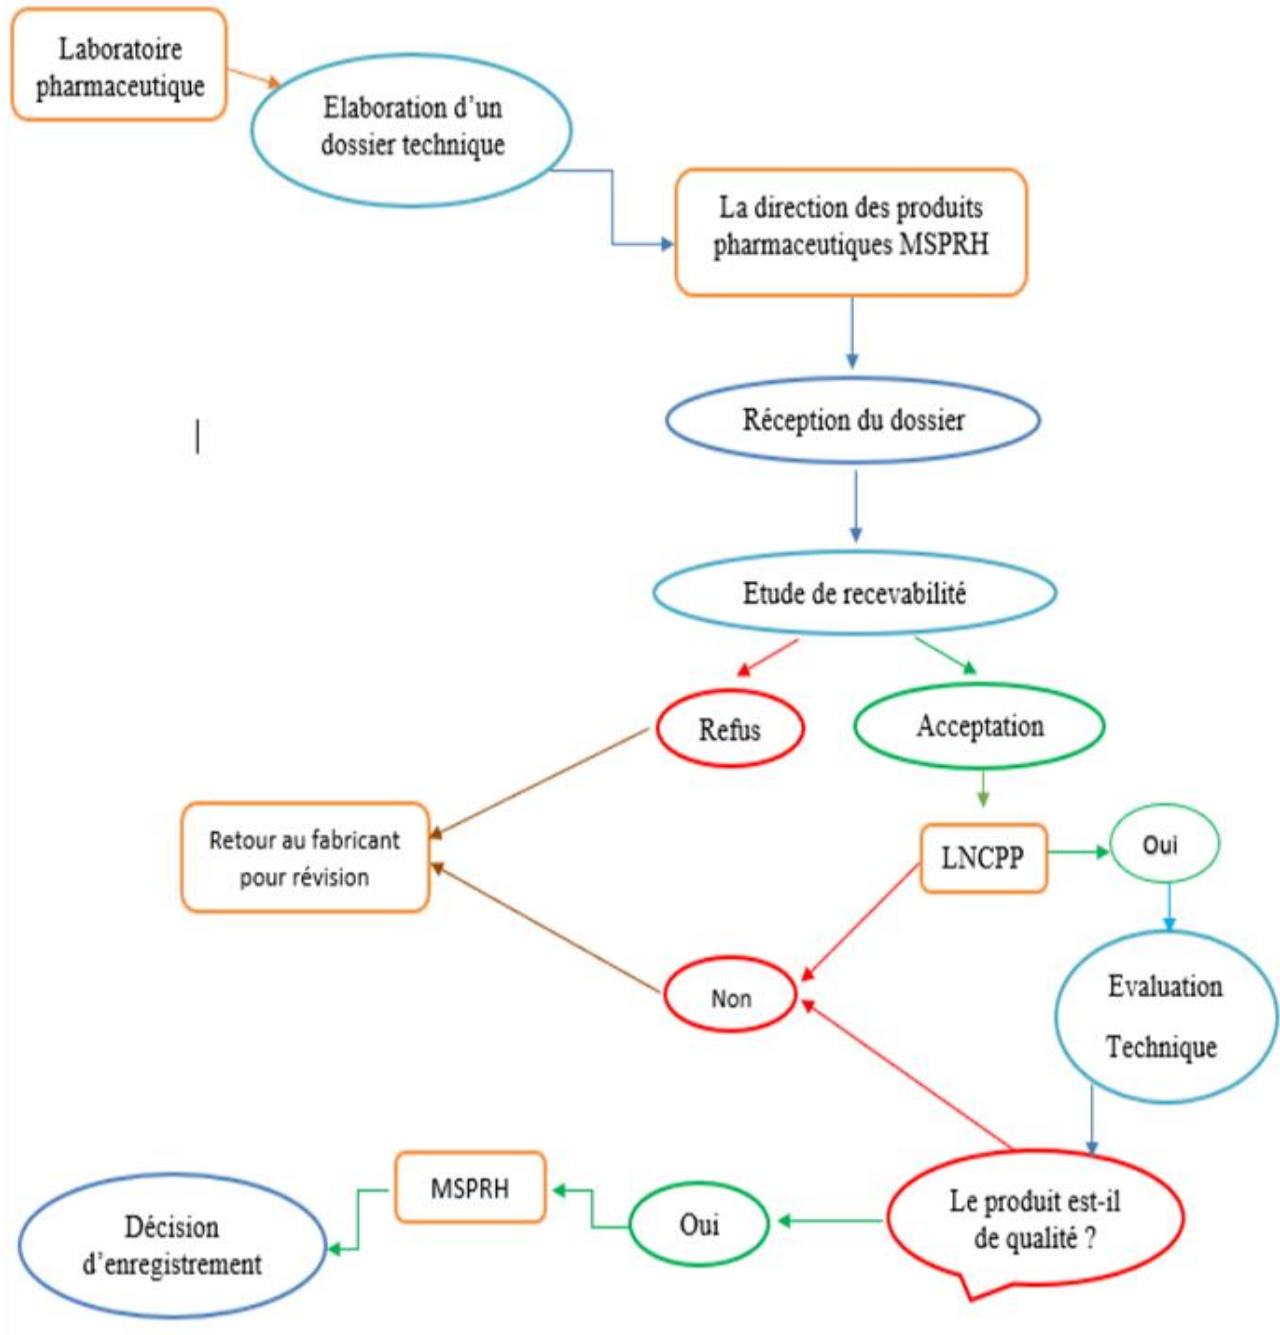 Laboratoire
pharmaceutique
Elaboration d’un
dossier technique
La direction des produits
pharmaceutiques MSPRH
Réception du dossier
Etude de recevabilité
Refus
Acceptation
Retour au fabricant
pour révision
LNCPP
Oui
Non
Evaluation
Technique
Le produit est-il
de qualité ?
Oui
MSPRH
Décision
d’enregistrement